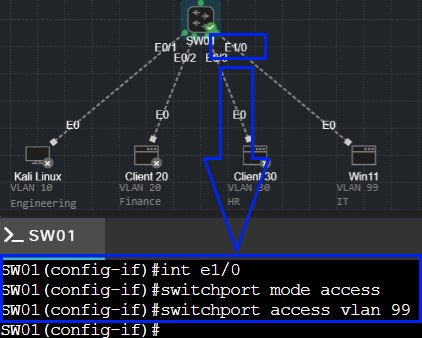 SW01
E0/1
E1/0
E0/2
E0/3
E0
E0
E0
E0
Kali Linux
Client 20
Client 30
Win11
VLAN 10
VLAN 20
VLAN 30
VLAN 99
Engineering
Finance
HR
IT
>_ SW01
SW01(config-if)#int e1/0
SW01(config-if)#switchport mode access
SW01(config-if)#switchport access vlan 99
SW01(config-if)#